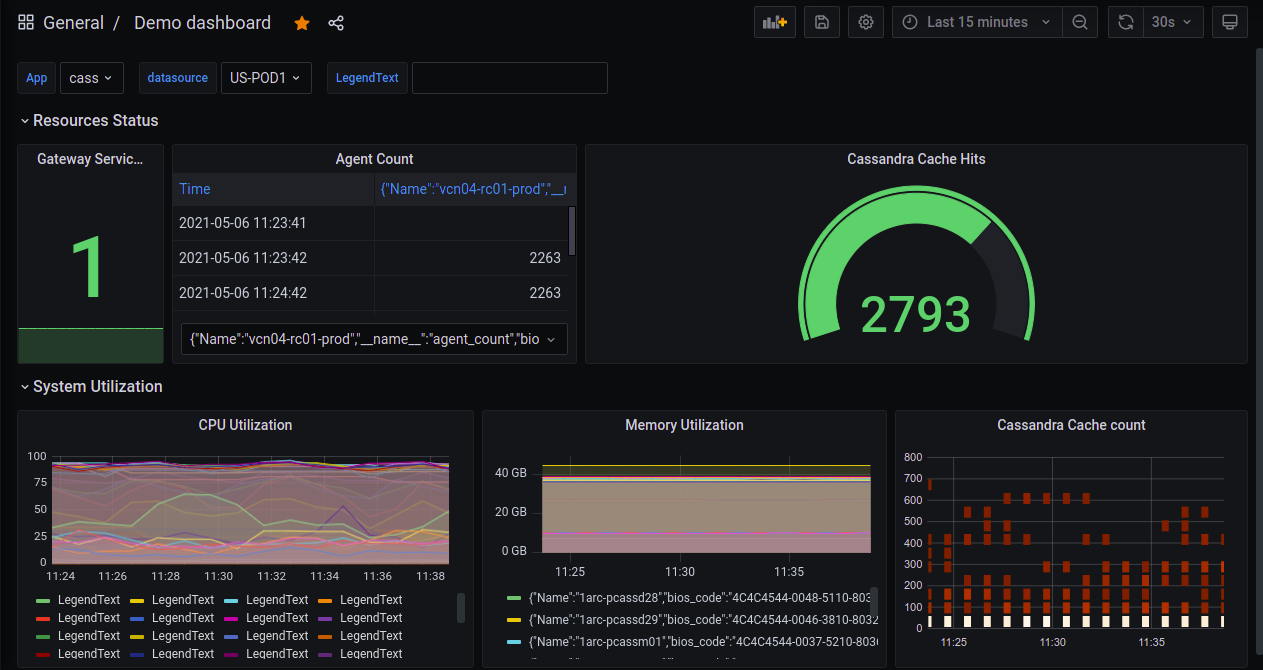 General / Demo dashboard
Last 15 minutes
30s
App cass datasource US-POD1 LegendText
Resources Status
Gateway Servic...
1
Agent Count
Time {"Name":"vcn04-rc01-prod","__
2021-05-06 11:23:41
2021-05-06 11:23:42 2263
2021-05-06 11:24:42 2263
{"Name":"vcn04-rc01-prod","__name__":"agent_count","bio
Cassandra Cache Hits
2793
System Utilization
CPU Utilization
100
75
50
25
0
11:24 11:26 11:28 11:30 11:32 11:34 11:36 11:38
LegendText LegendText LegendText LegendText
LegendText LegendText LegendText LegendText
LegendText LegendText LegendText LegendText
LegendText LegendText LegendText LegendText
Memory Utilization
40 GB
20 GB
0 GB
11:25 11:30 11:35
{"Name":"1arc-pcassd28","bios_code":"4C4C4544-0048-5110-803
{"Name":"1arc-pcassd29","bios_code":"4C4C4544-0046-3810-8032
{"Name":"1arc-pcassm01","bios_code":"4C4C4544-0037-5210-803
Cassandra Cache count
800
700
600
500
400
300
200
100
0
11:25 11:30 11:35